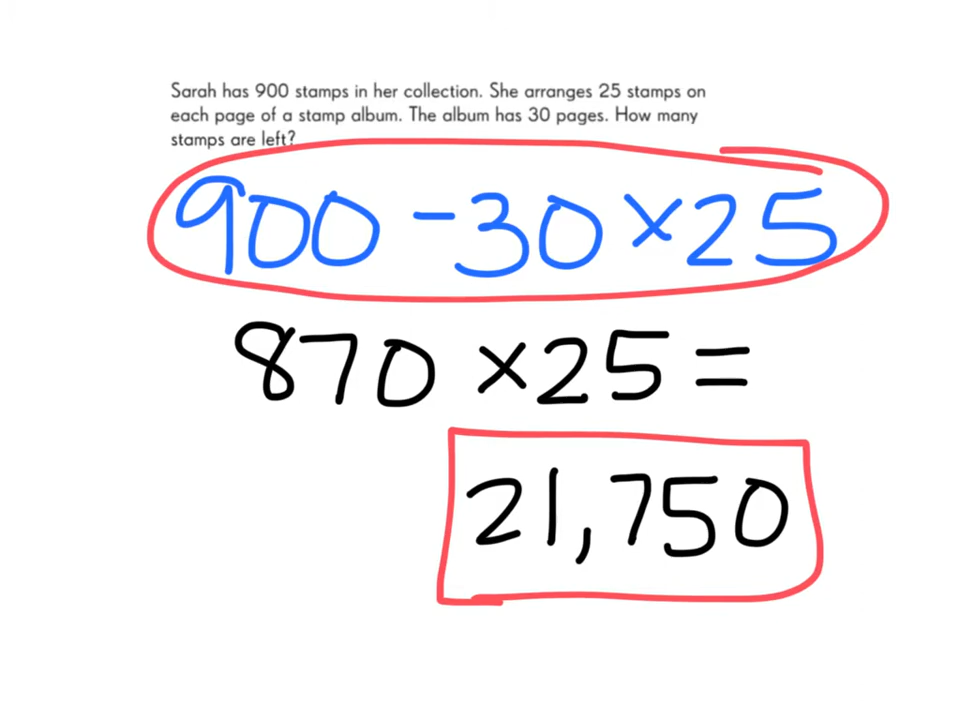 Sarah has 900 stamps in her collection. She arranges 25 stamps on
each page of a stamp album. The album has 30 pages. How many
stamps are left?
900 - 30 × 25
870 × 25 =
21,750